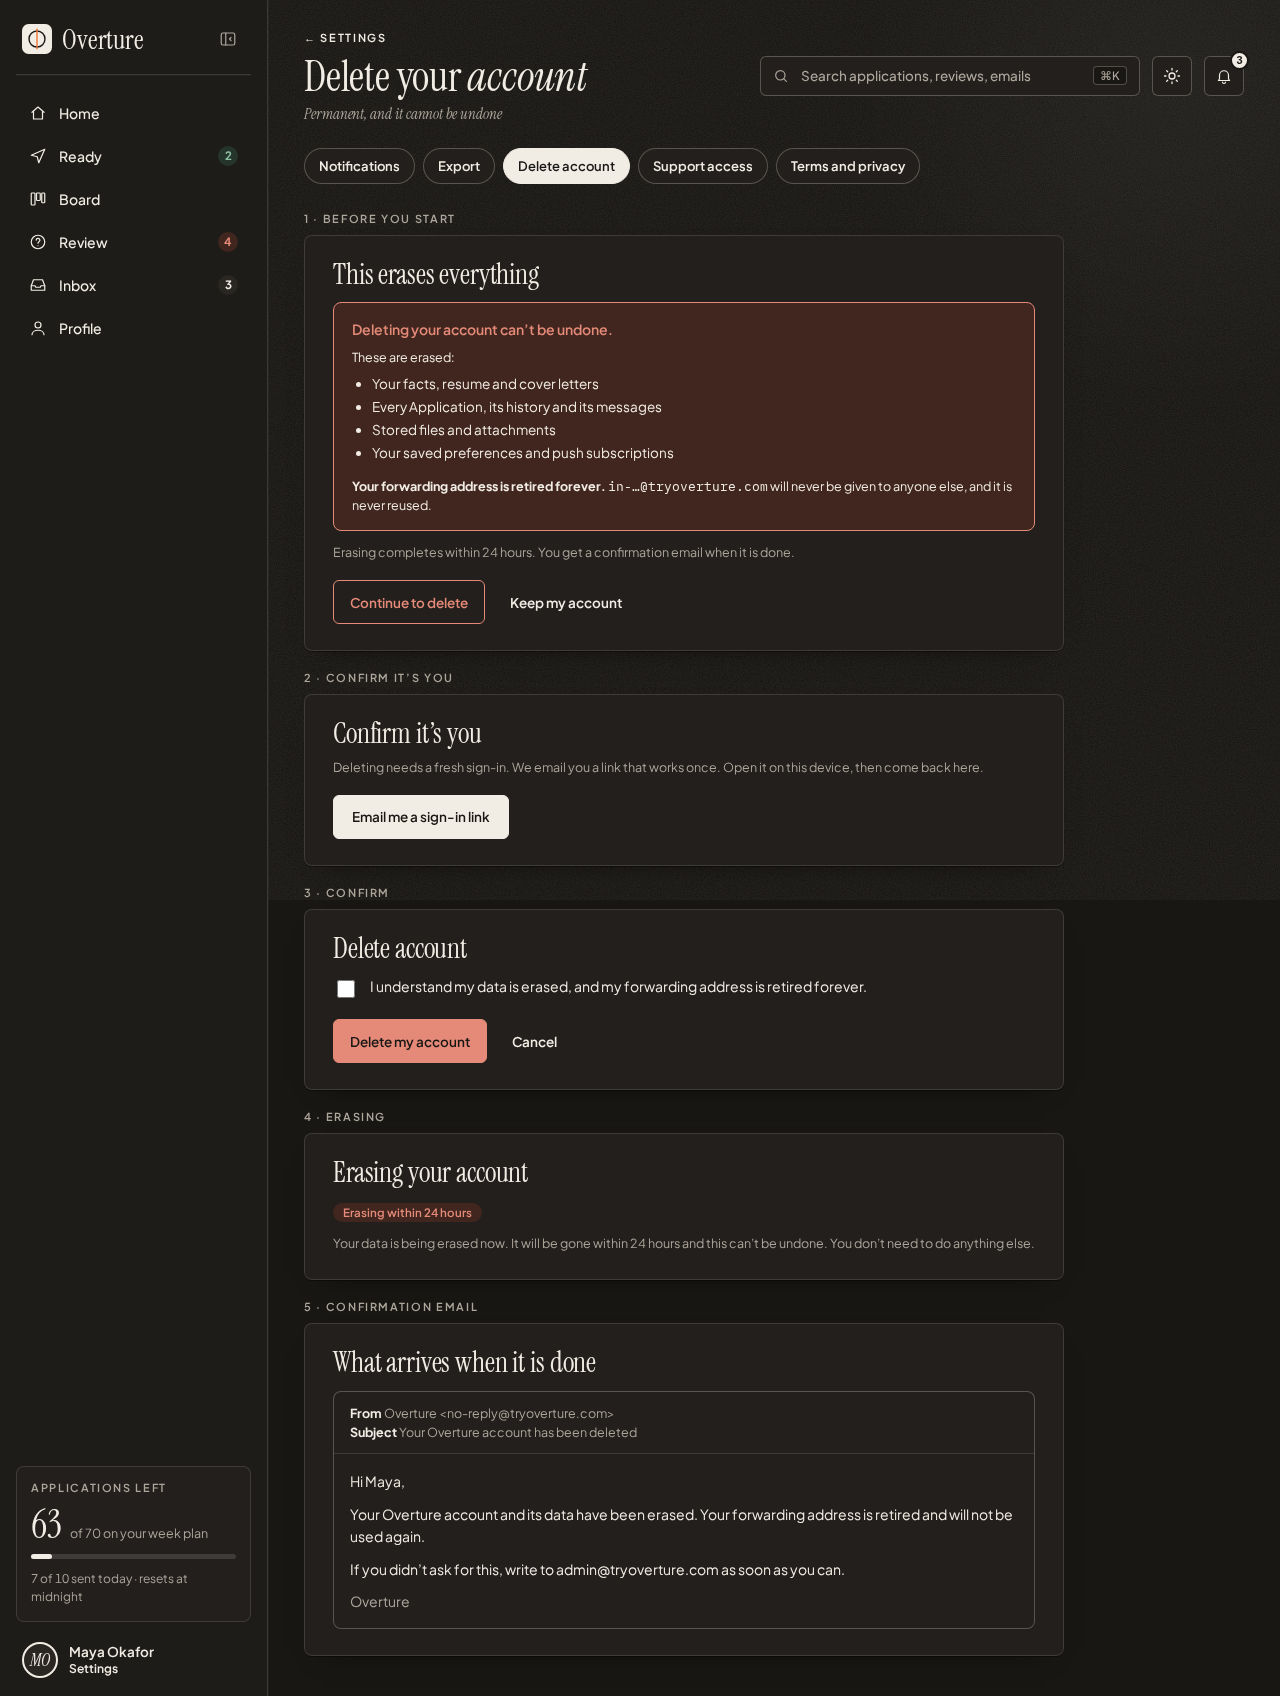 Overture
Home
Ready 2
Board
Review 4
Inbox 3
Profile
APPLICATIONS LEFT
63 of 70 on your week plan
7 of 10 sent today · resets at
midnight
MO
Maya Okafor
Settings
← SETTINGS
Delete your account
Permanent, and it cannot be undone
Search applications, reviews, emails ⌘K
3
Notifications Export Delete account Support access Terms and privacy
1 · BEFORE YOU START
This erases everything
Deleting your account can’t be undone.
These are erased:
• Your facts, resume and cover letters
• Every Application, its history and its messages
• Stored files and attachments
• Your saved preferences and push subscriptions
Your forwarding address is retired forever. in-…@tryoverture.com will never be given to anyone else, and it is
never reused.
Erasing completes within 24 hours. You get a confirmation email when it is done.
Continue to delete Keep my account
2 · CONFIRM IT’S YOU
Confirm it’s you
Deleting needs a fresh sign-in. We email you a link that works once. Open it on this device, then come back here.
Email me a sign-in link
3 · CONFIRM
Delete account
I understand my data is erased, and my forwarding address is retired forever.
Delete my account Cancel
4 · ERASING
Erasing your account
Erasing within 24 hours
Your data is being erased now. It will be gone within 24 hours and this can’t be undone. You don’t need to do anything else.
5 · CONFIRMATION EMAIL
What arrives when it is done
From Overture <no-reply@tryoverture.com>
Subject Your Overture account has been deleted
Hi Maya,
Your Overture account and its data have been erased. Your forwarding address is retired and will not be
used again.
If you didn’t ask for this, write to admin@tryoverture.com as soon as you can.
Overture